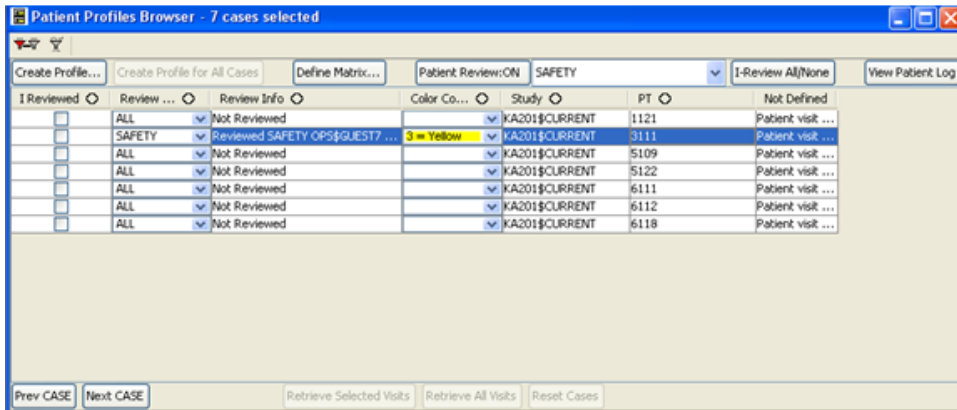 Patient Profiles Browser - 7 cases selected
Create Profile... Create Profile for All Cases Define Matrix... Patient Review:ON SAFETY I-Review All/None View Patient Log
I Reviewed Review ... Review Info Color Co... Study PT Not Defined
ALL Not Reviewed KA201$CURRENT 1121 Patient visit ...
SAFETY Reviewed SAFETY OPS$GUEST7 ... 3 = Yellow KA201$CURRENT 3111 Patient visit ...
ALL Not Reviewed KA201$CURRENT 5109 Patient visit ...
ALL Not Reviewed KA201$CURRENT 5122 Patient visit ...
ALL Not Reviewed KA201$CURRENT 6111 Patient visit ...
ALL Not Reviewed KA201$CURRENT 6112 Patient visit ...
ALL Not Reviewed KA201$CURRENT 6118 Patient visit ...
Prev CASE Next CASE Retrieve Selected Visits Retrieve All Visits Reset Cases